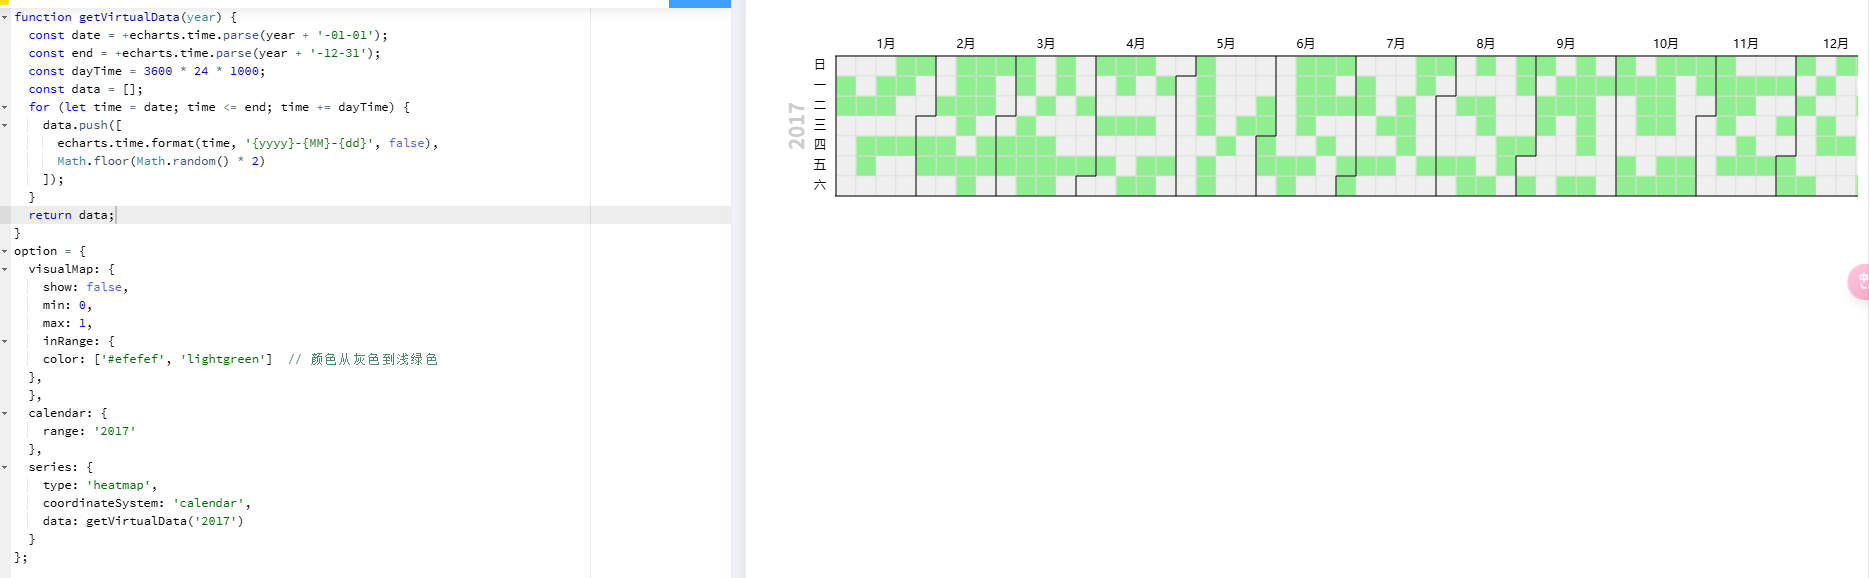 function getVirtualData(year) {
  const date = +echarts.time.parse(year + '-01-01');
  const end = +echarts.time.parse(year + '-12-31');
  const dayTime = 3600 * 24 * 1000;
  const data = [];
  for (let time = date; time <= end; time += dayTime) {
    data.push([
      echarts.time.format(time, '{yyyy}-{MM}-{dd}', false),
      Math.floor(Math.random() * 2)
    ]);
  }
  return data;
}
option = {
  visualMap: {
    show: false,
    min: 0,
    max: 1,
    inRange: {
    color: ['#efefef', 'lightgreen']  // 颜色从灰色到浅绿色
  },
  },
  calendar: {
    range: '2017'
  },
  series: {
    type: 'heatmap',
    coordinateSystem: 'calendar',
    data: getVirtualData('2017')
  }
};
1月 2月 3月 4月 5月 6月 7月 8月 9月 10月 11月 12月
2017
日
一
二
三
四
五
六